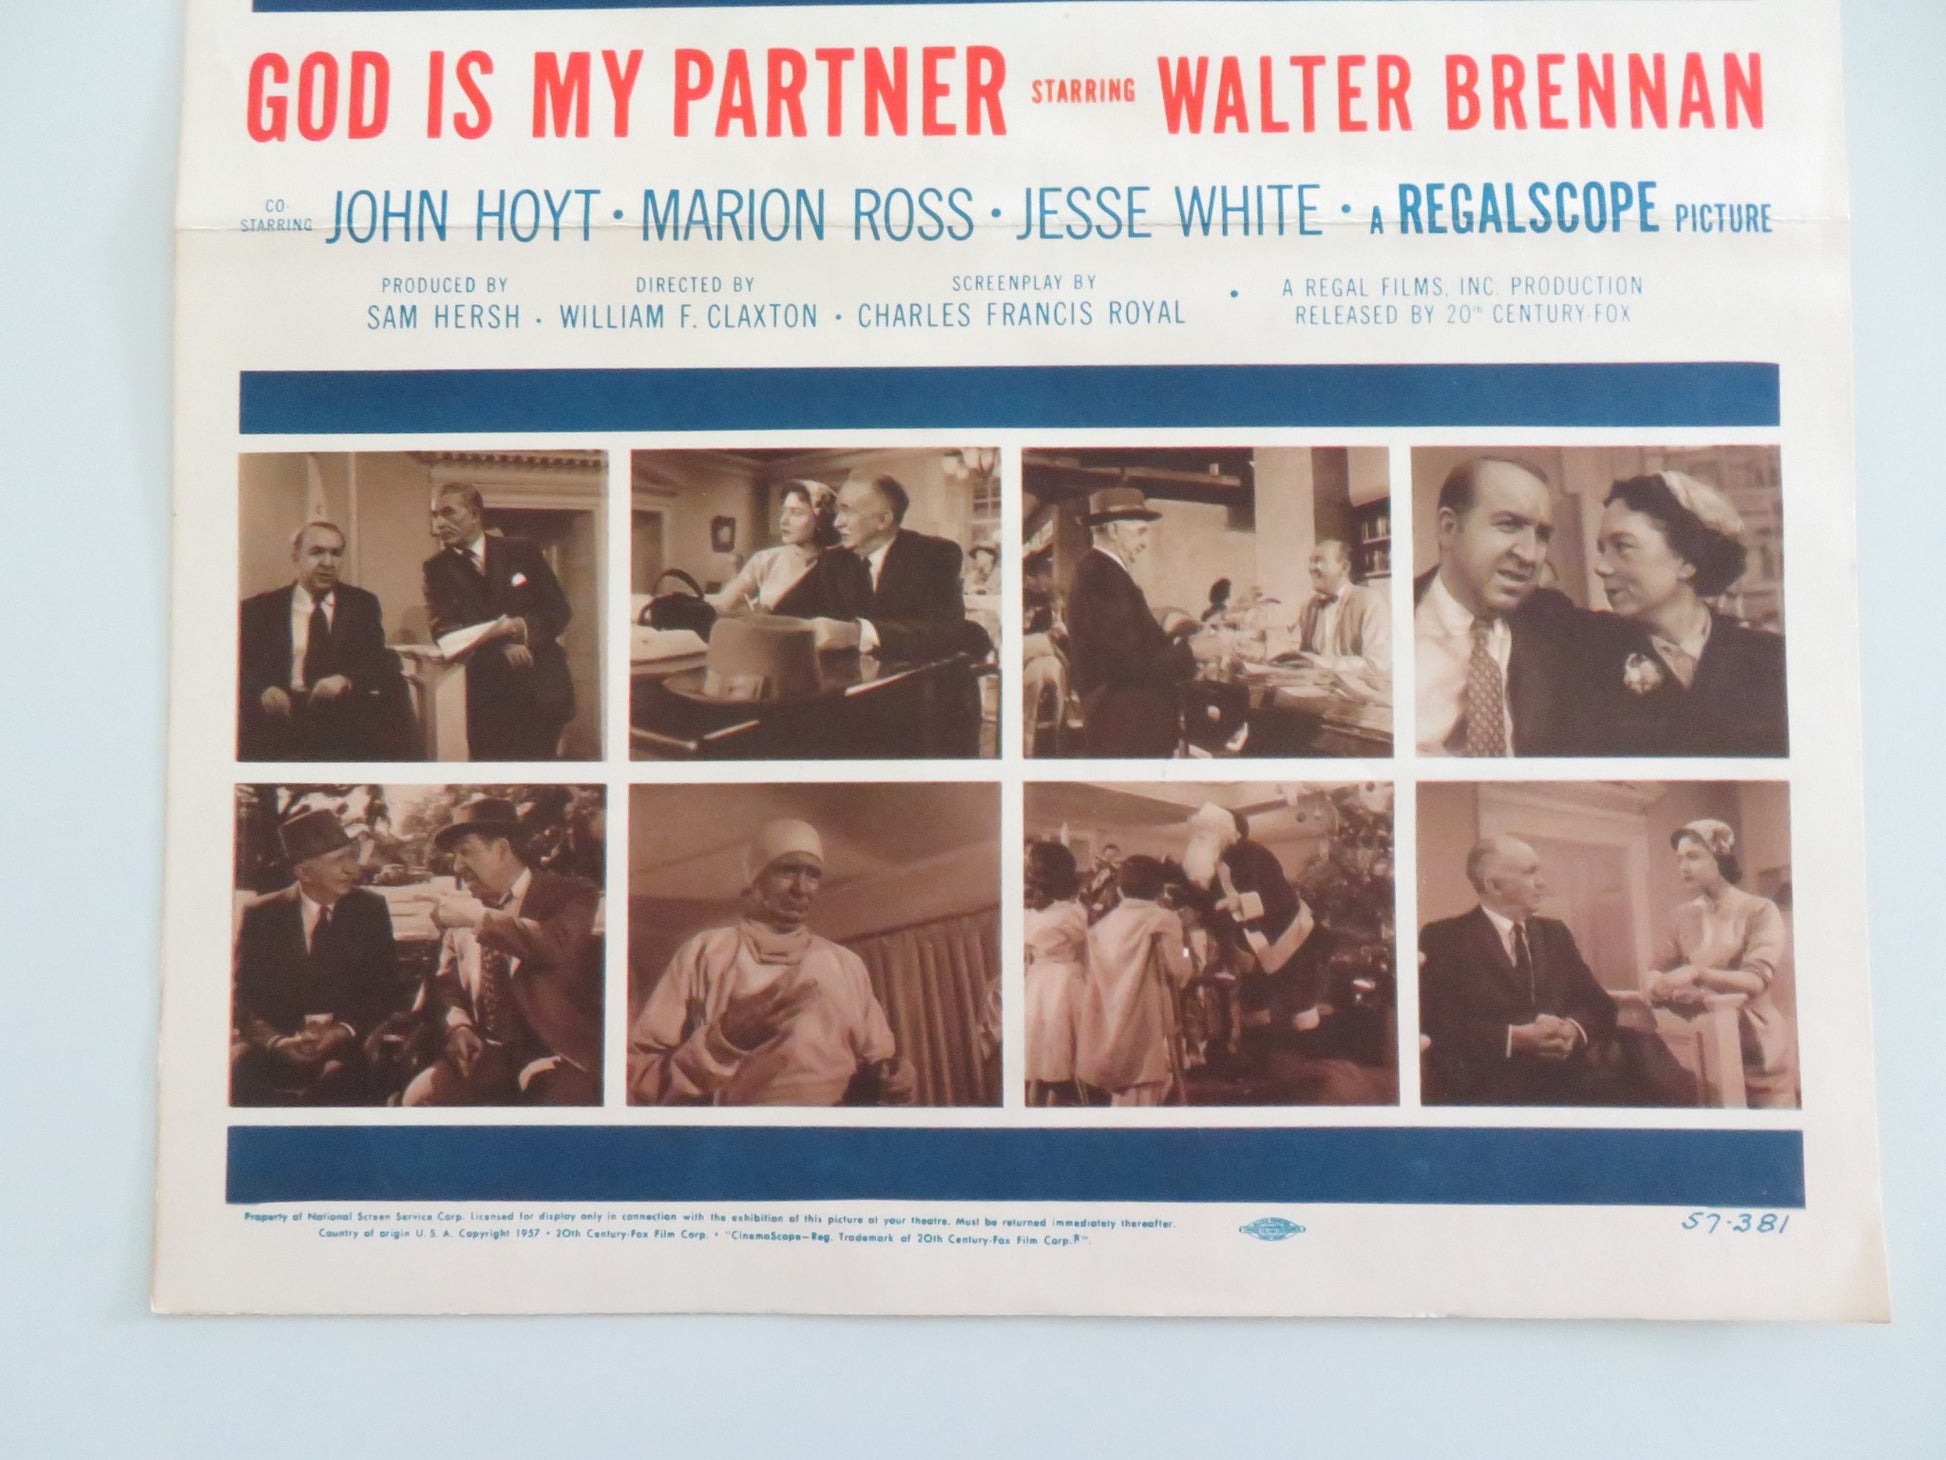 GOD IS MY PARTNER STARRING WALTER BRENNAN
CO-STARRING JOHN HOYT · MARION ROSS · JESSE WHITE · A REGALSCOPE PICTURE
PRODUCED BY SAM HERSH · DIRECTED BY WILLIAM F. CLAXTON · SCREENPLAY BY CHARLES FRANCIS ROYAL · A REGAL FILMS, INC. PRODUCTION
RELEASED BY 20TH CENTURY-FOX
Property of National Screen Service Corp. Licensed for display only in connection with the exhibition of this picture at your theatre. Must be returned immediately thereafter.
Country of origin U. S. A. Copyright 1957 · 20th Century-Fox Film Corp. · "CinemaScope—Reg. Trademark of 20th Century-Fox Film Corp.®".
57-381